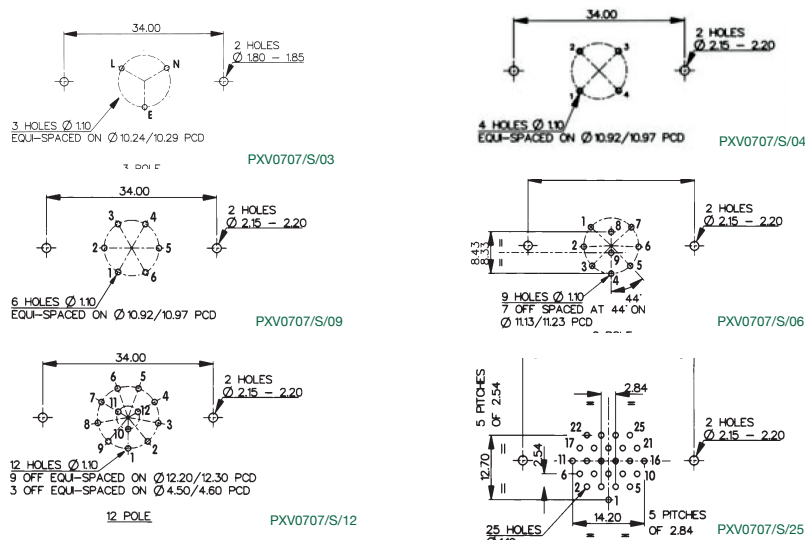 34.00
2 HOLES
Ø 1.80 - 1.85
L
N
E
3 HOLES Ø 1.10
EQUI-SPACED ON Ø 10.24/10.29 PCD
3 POLE
PXV0707/S/03
34.00
2 HOLES
Ø 2.15 - 2.20
2
3
1
4
4 HOLES Ø 1.10
EQUI-SPACED ON Ø 10.92/10.97 PCD
PXV0707/S/04
34.00
2 HOLES
Ø 2.15 - 2.20
3
4
2
5
1
6
6 HOLES Ø 1.10
EQUI-SPACED ON Ø 10.92/10.97 PCD
PXV0707/S/09
2 HOLES
Ø 2.15 - 2.20
1
8
7
2
6
9
3
5
4
8.43
8.33
=
44°
9 HOLES Ø 1.10
7 OFF SPACED AT 44° ON
Ø 11.13/11.23 PCD
PXV0707/S/06
34.00
2 HOLES
Ø 2.15 - 2.20
6
5
7
4
11
12
8
3
10
9
2
1
12 HOLES Ø 1.10
9 OFF EQUI-SPACED ON Ø 12.20/12.30 PCD
3 OFF EQUI-SPACED ON Ø 4.50/4.60 PCD
12 POLE
PXV0707/S/12
5 PITCHES
OF 2.54
2.84
= =
2 HOLES
Ø 2.15 - 2.20
22
25
17
21
12.70
2.54
11
16
6
10
2
5
1
14.20
5 PITCHES
OF 2.84
25 HOLES
= =
PXV0707/S/25